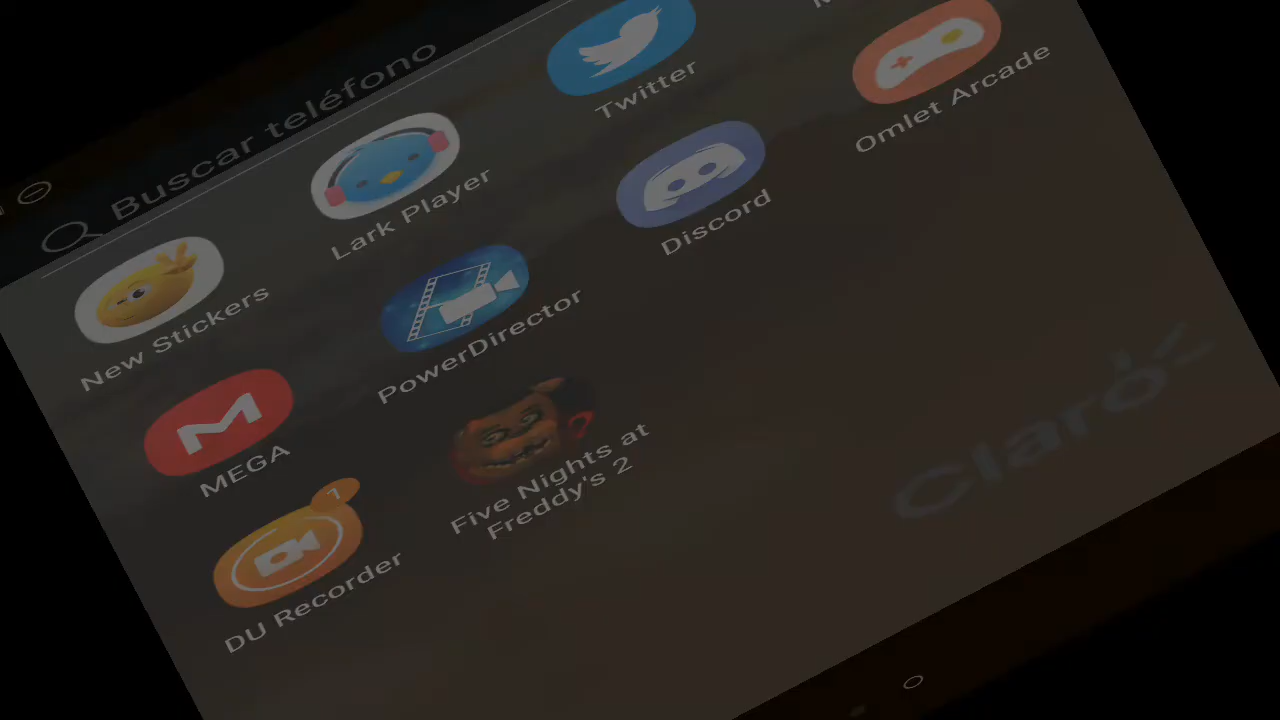 Buscar teléfono
New Stickers
Lark Player
Twitter
MEGA
PowerDirector
Discord
Omlet Arcade
7
DU Recorder
Five Nights at
Freddy's 2
Claro